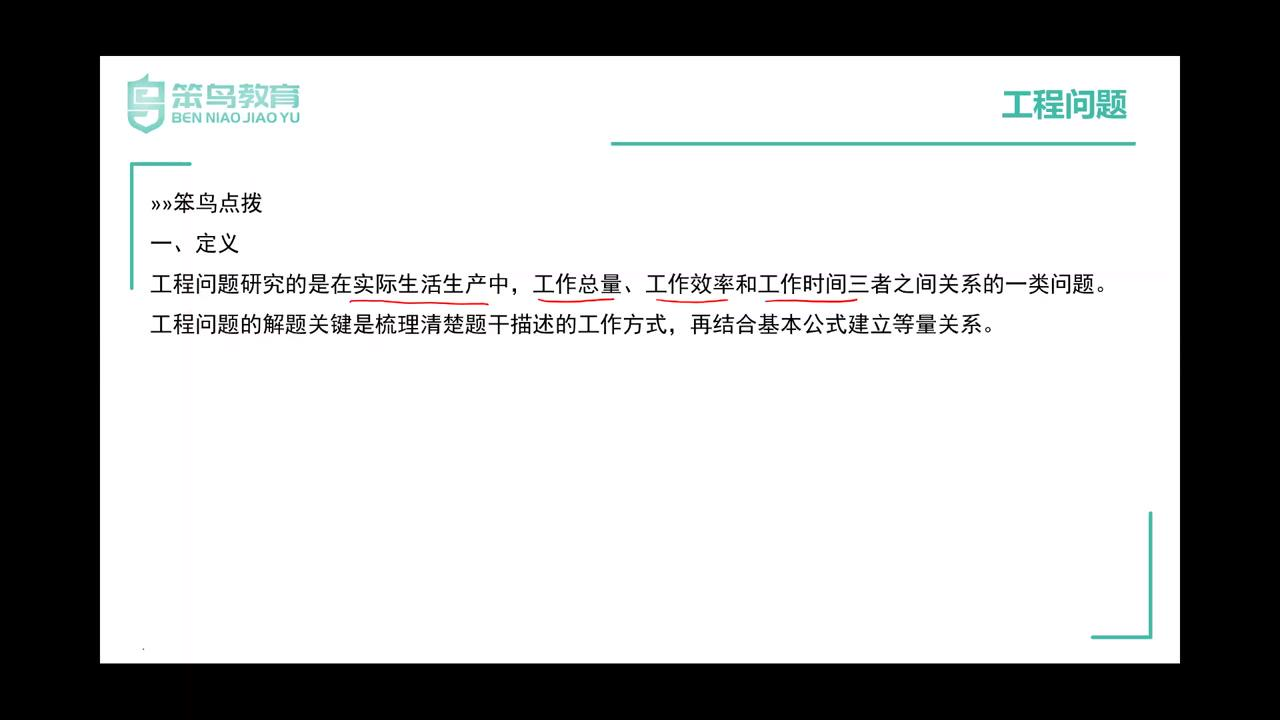 笨鸟教育
BEN NIAO JIAO YU
工程问题
»»笨鸟点拨
一、定义
工程问题研究的是在实际生活生产中，工作总量、工作效率和工作时间三者之间关系的一类问题。
工程问题的解题关键是梳理清楚题干描述的工作方式，再结合基本公式建立等量关系。